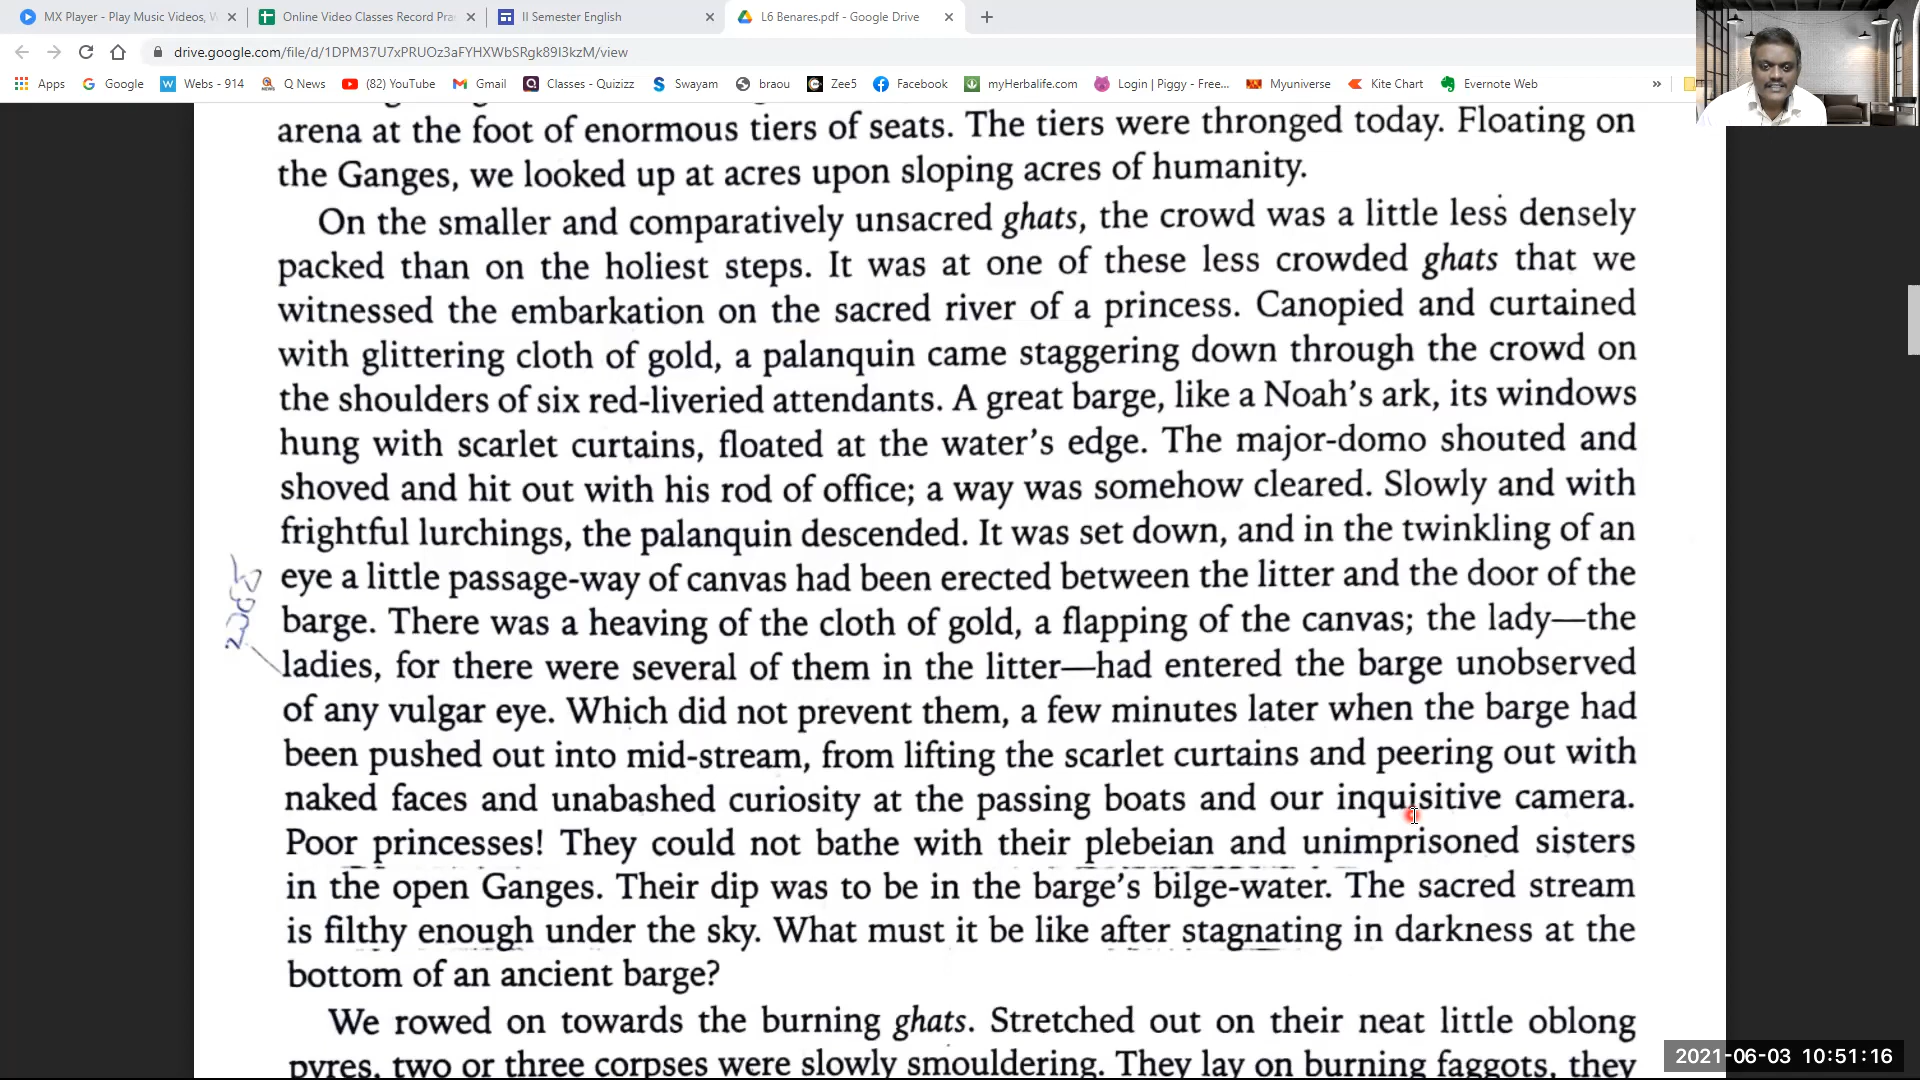 MX Player - Play Music Videos, W
Online Video Classes Record Pra
II Semester English
L6 Benares.pdf - Google Drive
drive.google.com/file/d/1DPM37U7xPRUOz3aFYHXWbSRgk89I3kzM/view
Apps Google Webs - 914 Q News (82) YouTube Gmail Classes - Quizizz Swayam braou Zee5 Facebook myHerbalife.com Login | Piggy - Free... Myuniverse Kite Chart Evernote Web »
arena at the foot of enormous tiers of seats. The tiers were thronged today. Floating on
the Ganges, we looked up at acres upon sloping acres of humanity.
On the smaller and comparatively unsacred ghats, the crowd was a little less densely
packed than on the holiest steps. It was at one of these less crowded ghats that we
witnessed the embarkation on the sacred river of a princess. Canopied and curtained
with glittering cloth of gold, a palanquin came staggering down through the crowd on
the shoulders of six red-liveried attendants. A great barge, like a Noah's ark, its windows
hung with scarlet curtains, floated at the water's edge. The major-domo shouted and
shoved and hit out with his rod of office; a way was somehow cleared. Slowly and with
frightful lurchings, the palanquin descended. It was set down, and in the twinkling of an
eye a little passage-way of canvas had been erected between the litter and the door of the
barge. There was a heaving of the cloth of gold, a flapping of the canvas; the lady—the
ladies, for there were several of them in the litter—had entered the barge unobserved
of any vulgar eye. Which did not prevent them, a few minutes later when the barge had
been pushed out into mid-stream, from lifting the scarlet curtains and peering out with
naked faces and unabashed curiosity at the passing boats and our inquisitive camera.
Poor princesses! They could not bathe with their plebeian and unimprisoned sisters
in the open Ganges. Their dip was to be in the barge's bilge-water. The sacred stream
is filthy enough under the sky. What must it be like after stagnating in darkness at the
bottom of an ancient barge?
We rowed on towards the burning ghats. Stretched out on their neat little oblong
pyres, two or three corpses were slowly smouldering. They lay on burning faggots, they
2021-06-03 10:51:16